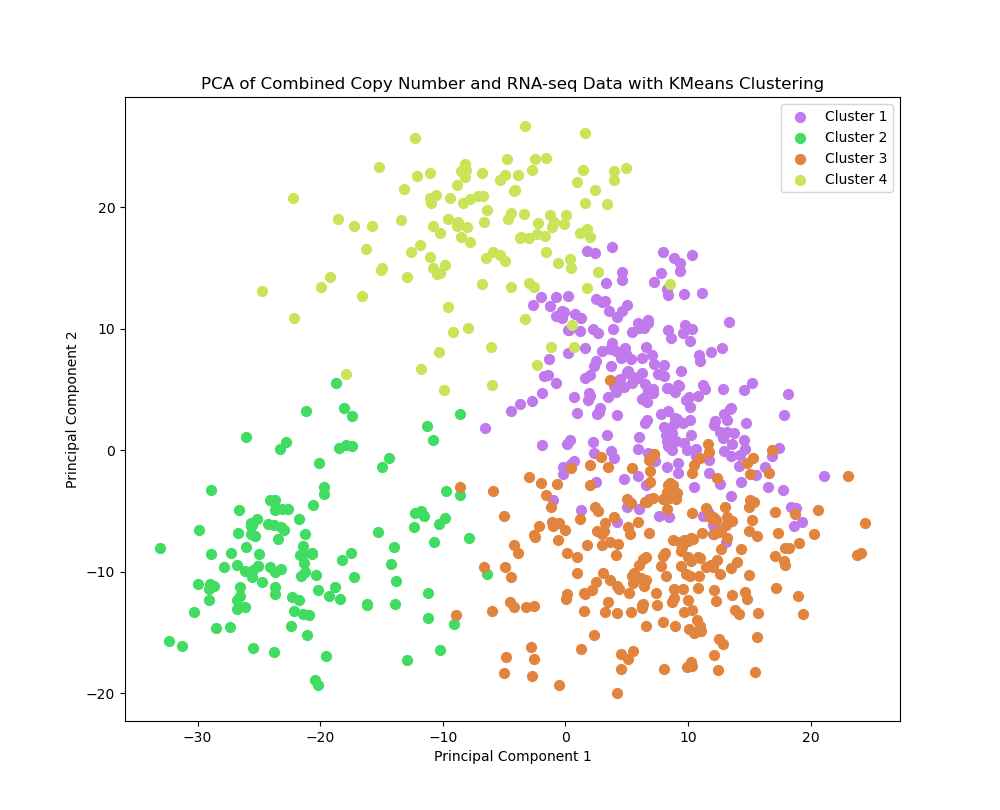 PCA of Combined Copy Number and RNA-seq Data with KMeans Clustering
Cluster 1
Cluster 2
Cluster 3
Cluster 4
Principal Component 2
20
10
0
−10
−20
−30
−20
−10
0
10
20
Principal Component 1